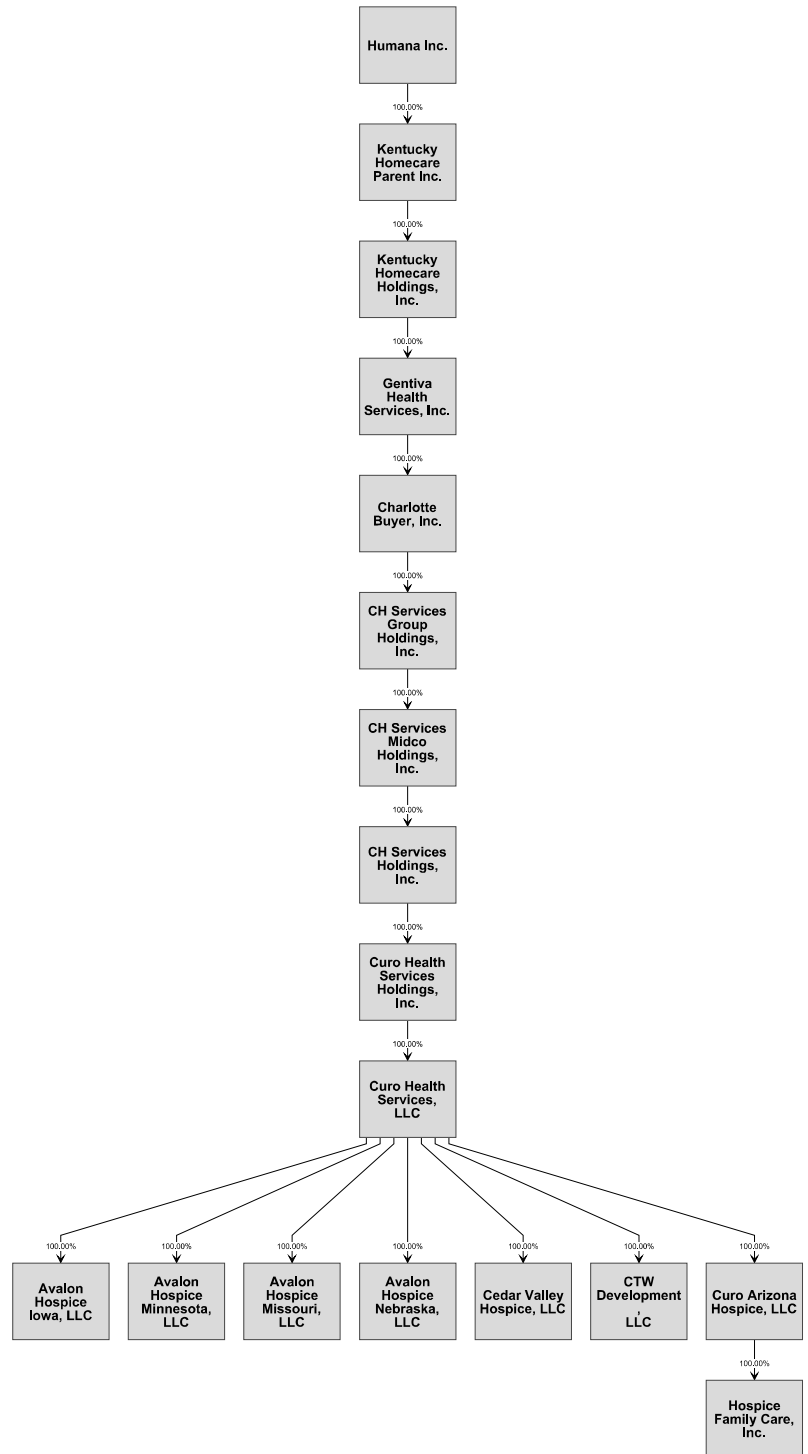 Humana Inc.
100.00%
Kentucky
Homecare
Parent Inc.
100.00%
Kentucky
Homecare
Holdings,
Inc.
100.00%
Gentiva
Health
Services, Inc.
100.00%
Charlotte
Buyer, Inc.
100.00%
CH Services
Group
Holdings,
Inc.
100.00%
CH Services
Midco
Holdings,
Inc.
100.00%
CH Services
Holdings,
Inc.
100.00%
Curo Health
Services
Holdings,
Inc.
100.00%
Curo Health
Services,
LLC
100.00%
Avalon
Hospice
Iowa, LLC
100.00%
Avalon
Hospice
Minnesota,
LLC
100.00%
Avalon
Hospice
Missouri,
LLC
100.00%
Avalon
Hospice
Nebraska,
LLC
100.00%
Cedar Valley
Hospice, LLC
100.00%
CTW
Development
,
LLC
100.00%
Curo Arizona
Hospice, LLC
100.00%
Hospice
Family Care,
Inc.